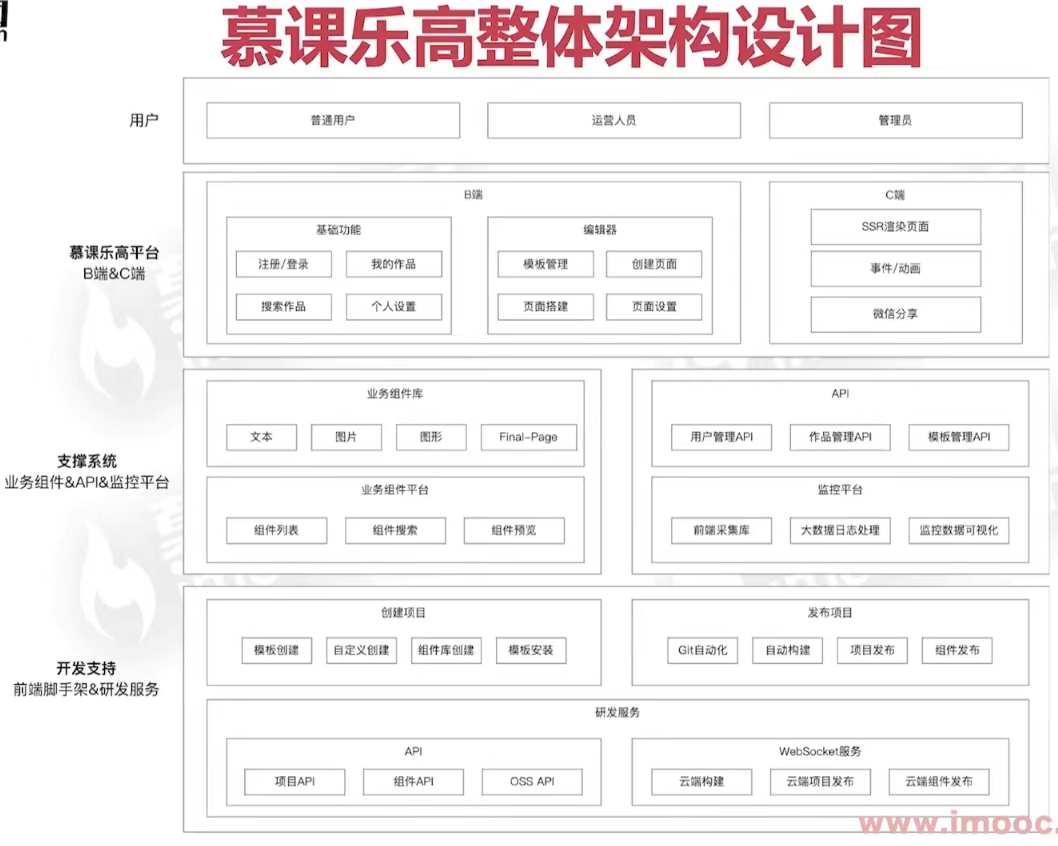 慕课乐高整体架构设计图
用户
普通用户
运营人员
管理员
慕课乐高平台
B端&C端
B端
基础功能
注册/登录
我的作品
搜索作品
个人设置
编辑器
模板管理
创建页面
页面搭建
页面设置
C端
SSR渲染页面
事件/动画
微信分享
支撑系统
业务组件&API&监控平台
业务组件库
文本
图片
图形
Final-Page
业务组件平台
组件列表
组件搜索
组件预览
API
用户管理API
作品管理API
模板管理API
监控平台
前端采集库
大数据日志处理
监控数据可视化
开发支持
前端脚手架&研发服务
创建项目
模板创建
自定义创建
组件库创建
模板安装
发布项目
Git自动化
自动构建
项目发布
组件发布
研发服务
API
项目API
组件API
OSS API
WebSocket服务
云端构建
云端项目发布
云端组件发布
www.imooc.